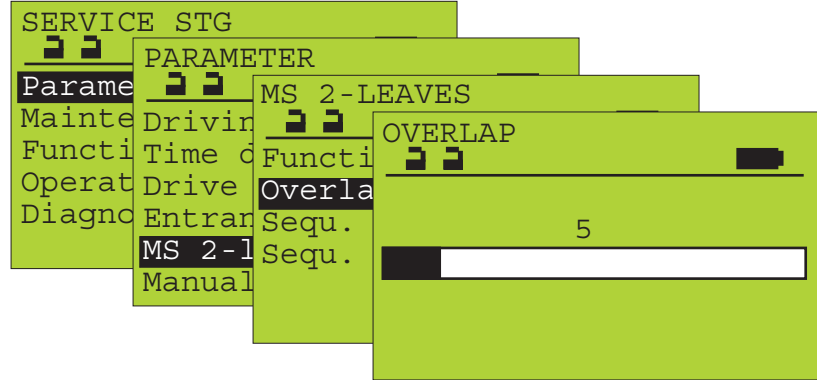 SERVICE STG
Parame
Mainte
Functi
Operat
Diagno
PARAMETER
Drivin
Time d
Drive
Entran
MS 2-l
Manual
MS 2-LEAVES
Functi
Overla
Sequ.
Sequ.
OVERLAP
5